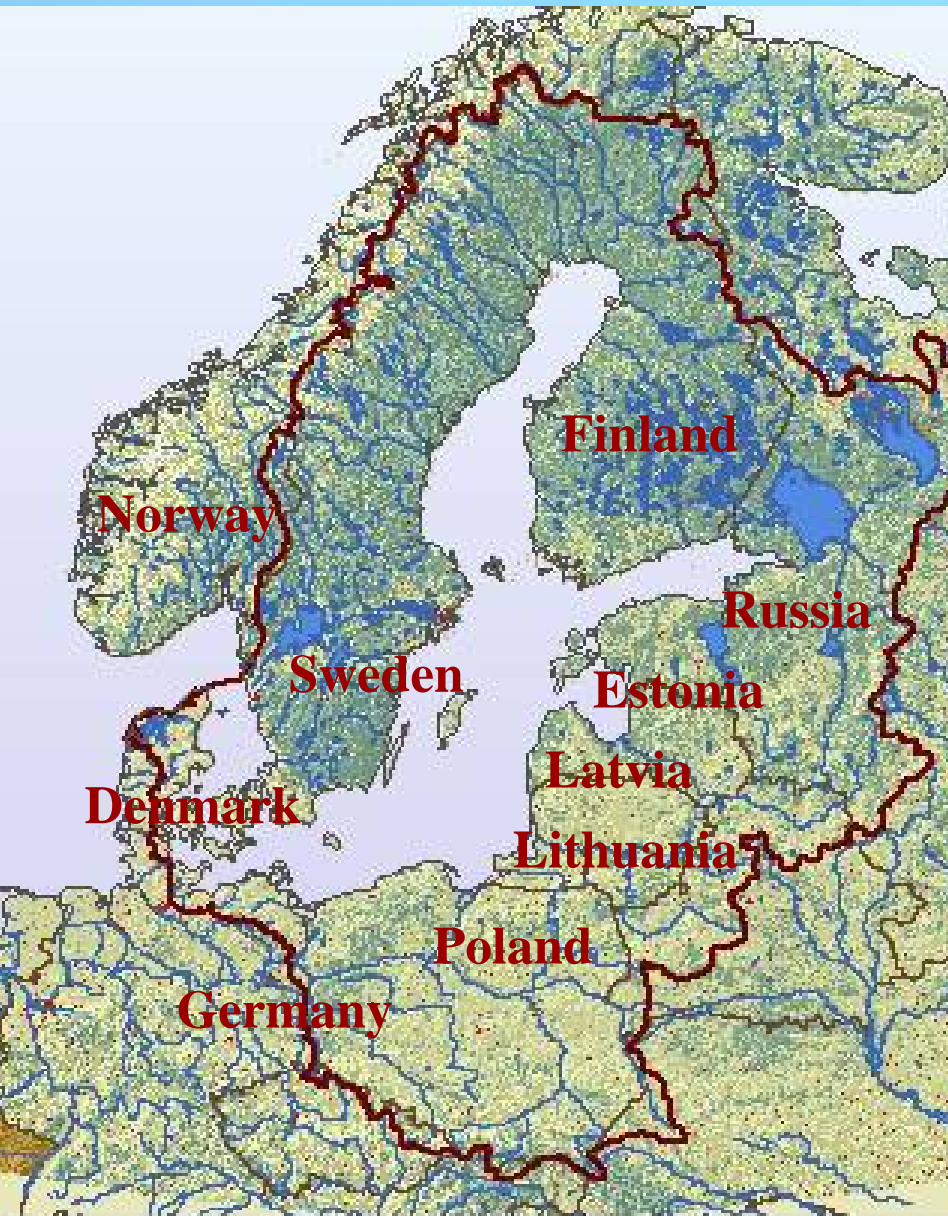 Finland
Norway
Russia
Sweden
Estonia
Latvia
Denmark
Lithuania
Poland
Germany